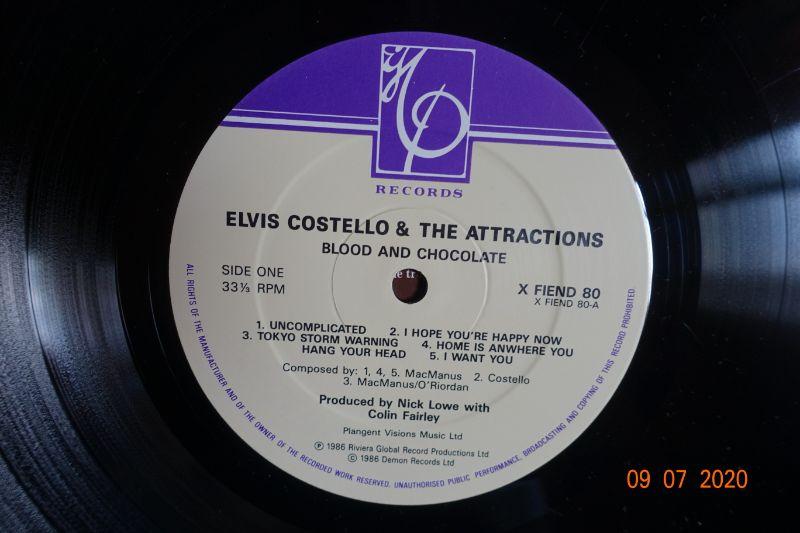 RECORDS
ELVIS COSTELLO & THE ATTRACTIONS
BLOOD AND CHOCOLATE
SIDE ONE
33⅓ RPM
X FIEND 80
X FIEND 80-A
1. UNCOMPLICATED 2. I HOPE YOU'RE HAPPY NOW
3. TOKYO STORM WARNING 4. HOME IS ANWHERE YOU
HANG YOUR HEAD 5. I WANT YOU
Composed by: 1, 4, 5. MacManus 2. Costello
3. MacManus/O'Riordan
Produced by Nick Lowe with
Colin Fairley
Plangent Visions Music Ltd
Ⓟ 1986 Riviera Global Record Productions Ltd
© 1986 Demon Records Ltd
ALL RIGHTS OF THE MANUFACTURER AND OF THE OWNER OF THE RECORDED WORK RESERVED. UNAUTHORISED PUBLIC PERFORMANCE, BROADCASTING AND COPYING OF THIS RECORD PROHIBITED.
09 07 2020